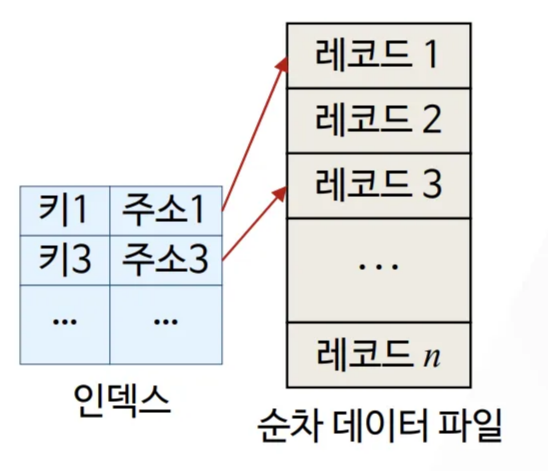 레코드 1
레코드 2
레코드 3
...
레코드 n
키1 주소1
키3 주소3
... ...
인덱스
순차 데이터 파일